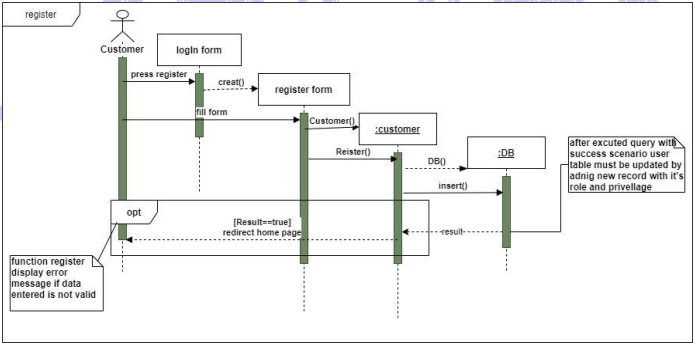 register
Customer
logIn form
press register
creat()
register form
fill form
Customer()
:customer
Reister()
DB()
:DB
insert()
after excuted query with
success scenario user
table must be updated by
adnig new record with it's
role and privellage
opt
[Result==true]
redirect home page
result
function register
display error
message if data
entered is not valid